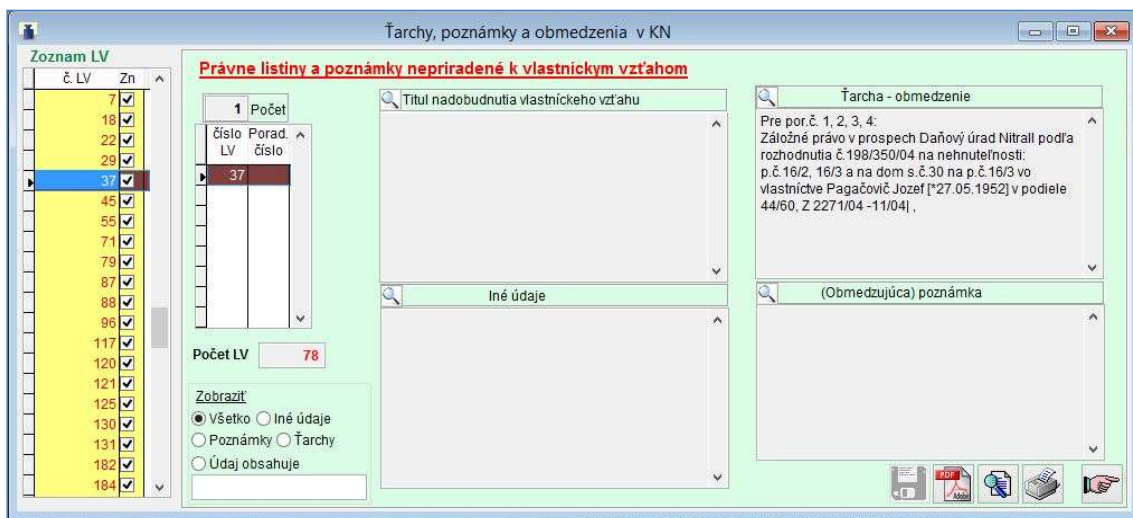 Ťarchy, poznámky a obmedzenia v KN
Zoznam LV
č. LV Zn
7
18
22
29
37
45
55
71
79
87
88
96
117
120
121
125
130
131
182
184
Právne listiny a poznámky nepriradené k vlastníckym vzťahom
1 Počet
číslo LV Porad. číslo
37
Počet LV 78
Zobraziť
Všetko Iné údaje
Poznámky Ťarchy
Údaj obsahuje
Titul nadobudnutia vlastníckeho vzťahu
Iné údaje
Ťarcha - obmedzenie
Pre por.č. 1, 2, 3, 4:
Záložné právo v prospech Daňový úrad NitraII podľa
rozhodnutia č.198/350/04 na nehnuteľnosti:
p.č.16/2, 16/3 a na dom s.č.30 na p.č.16/3 vo
vlastníctve Pagačovič Jozef [*27.05.1952] v podiele
44/60, Z 2271/04 -11/04| ,
(Obmedzujúca) poznámka
PDF
Adobe